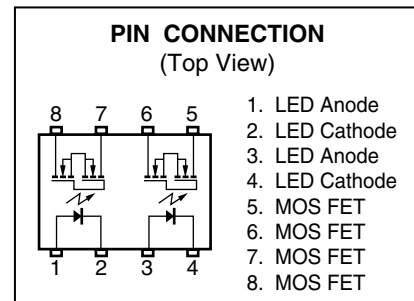 PIN CONNECTION
(Top View)
8 7 6 5
1 2 3 4
1. LED Anode
2. LED Cathode
3. LED Anode
4. LED Cathode
5. MOS FET
6. MOS FET
7. MOS FET
8. MOS FET